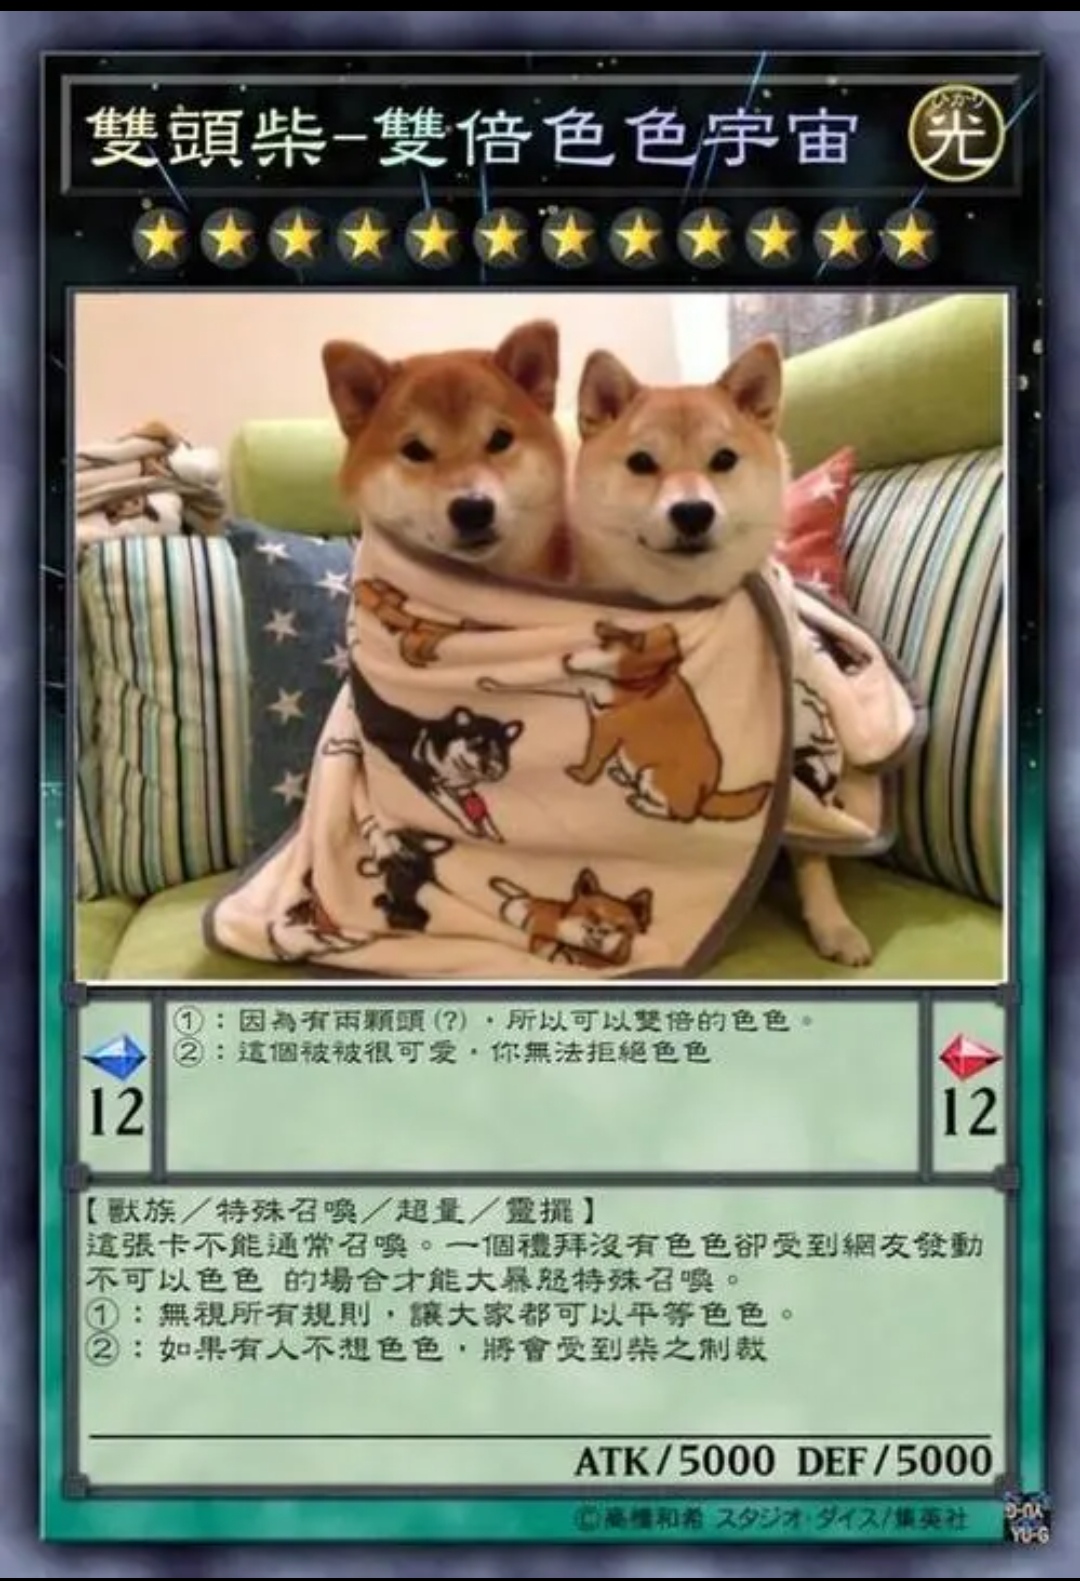 雙頭柴-雙倍色色宇宙
ひかり
光
①：因為有兩顆頭(?)，所以可以雙倍的色色。
②：這個被被很可愛，你無法拒絕色色
12
12
【獸族／特殊召喚／超量／靈擺】
這張卡不能通常召喚。一個禮拜沒有色色卻受到網友發動
不可以色色 的場合才能大暴怒特殊召喚。
①：無視所有規則，讓大家都可以平等色色。
②：如果有人不想色色，將會受到柴之制裁
ATK/5000 DEF/5000
©高橋和希 スタジオ・ダイス/集英社